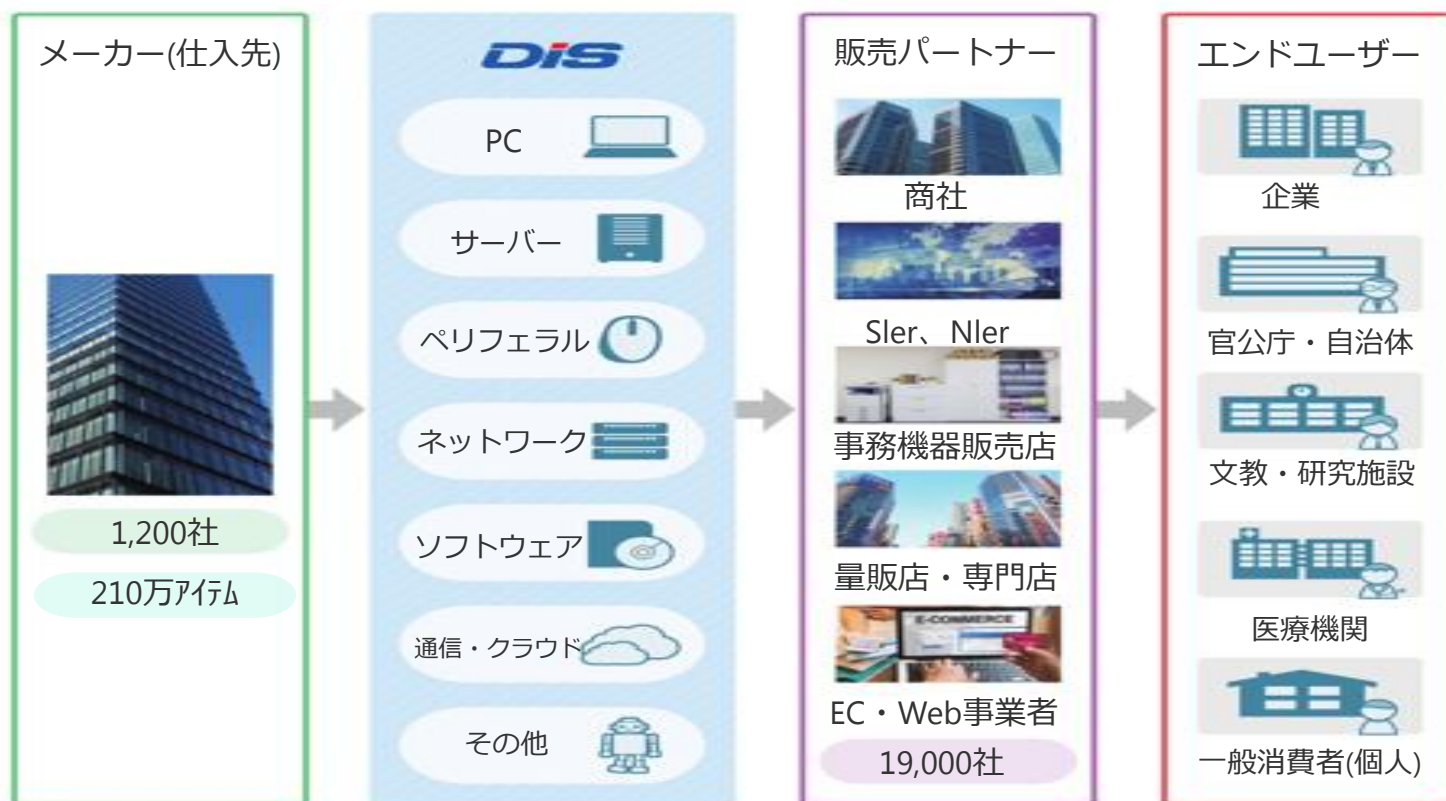 メーカー(仕入先)
1,200社
210万ｱｲﾃﾑ
DiS
PC
サーバー
ペリフェラル
ネットワーク
ソフトウェア
通信・クラウド
その他
販売パートナー
商社
SIer、NIer
事務機器販売店
量販店・専門店
E-COMMERCE
EC・Web事業者
19,000社
エンドユーザー
企業
官公庁・自治体
文教・研究施設
医療機関
一般消費者(個人)